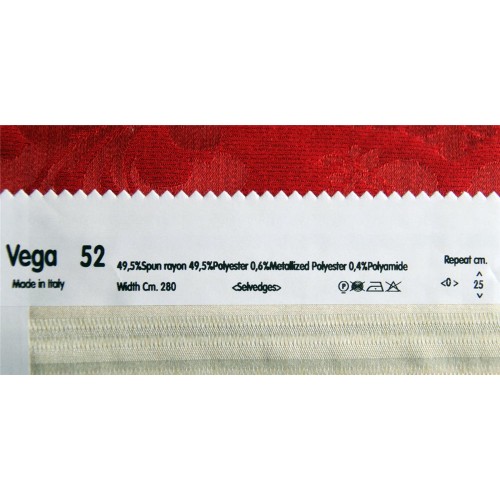 Vega 52
Made in Italy
49,5%Spun rayon 49,5%Polyester 0,6%Metallized Polyester 0,4%Polyamide
Width Cm. 280 <Selvedges>
Repeat cm.
<0> 25